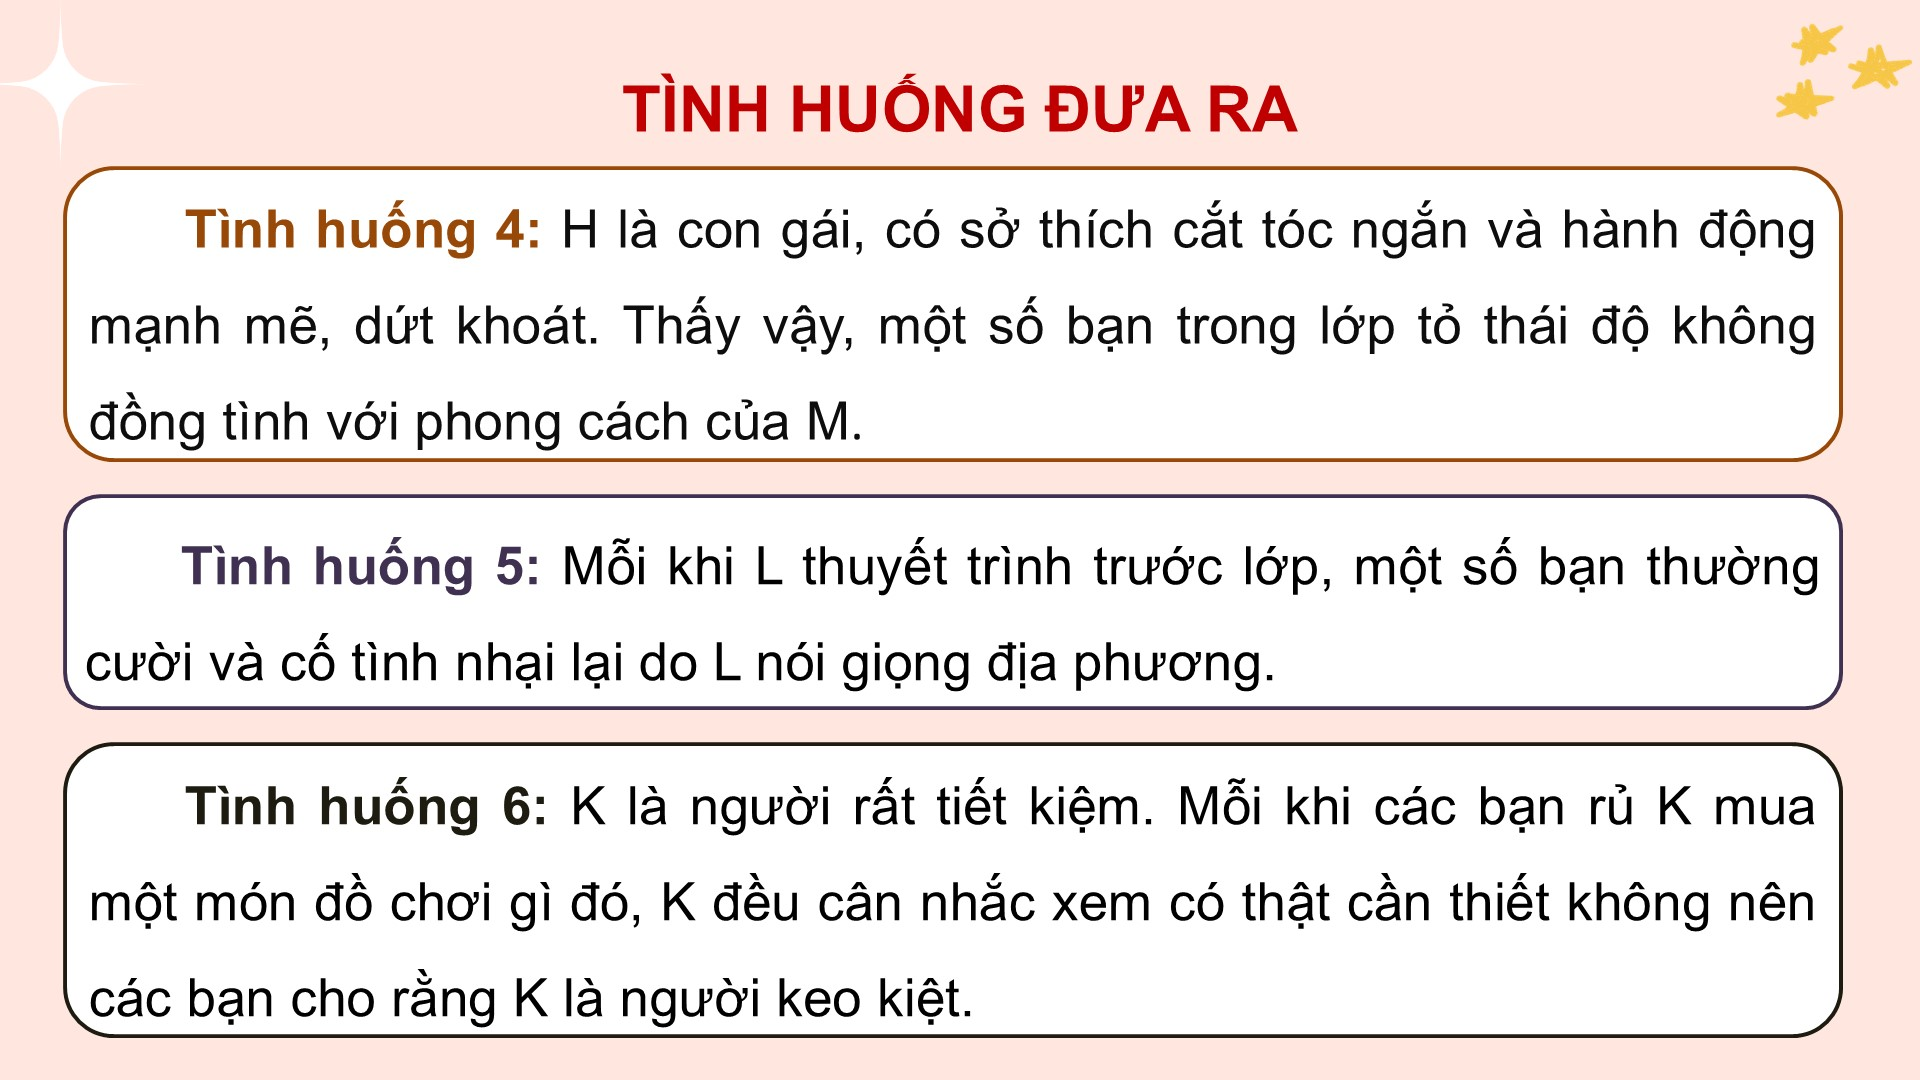 TÌNH HUỐNG ĐƯA RA
Tình huống 4: H là con gái, có sở thích cắt tóc ngắn và hành động
mạnh mẽ, dứt khoát. Thấy vậy, một số bạn trong lớp tỏ thái độ không
đồng tình với phong cách của M.
Tình huống 5: Mỗi khi L thuyết trình trước lớp, một số bạn thường
cười và cố tình nhại lại do L nói giọng địa phương.
Tình huống 6: K là người rất tiết kiệm. Mỗi khi các bạn rủ K mua
một món đồ chơi gì đó, K đều cân nhắc xem có thật cần thiết không nên
các bạn cho rằng K là người keo kiệt.